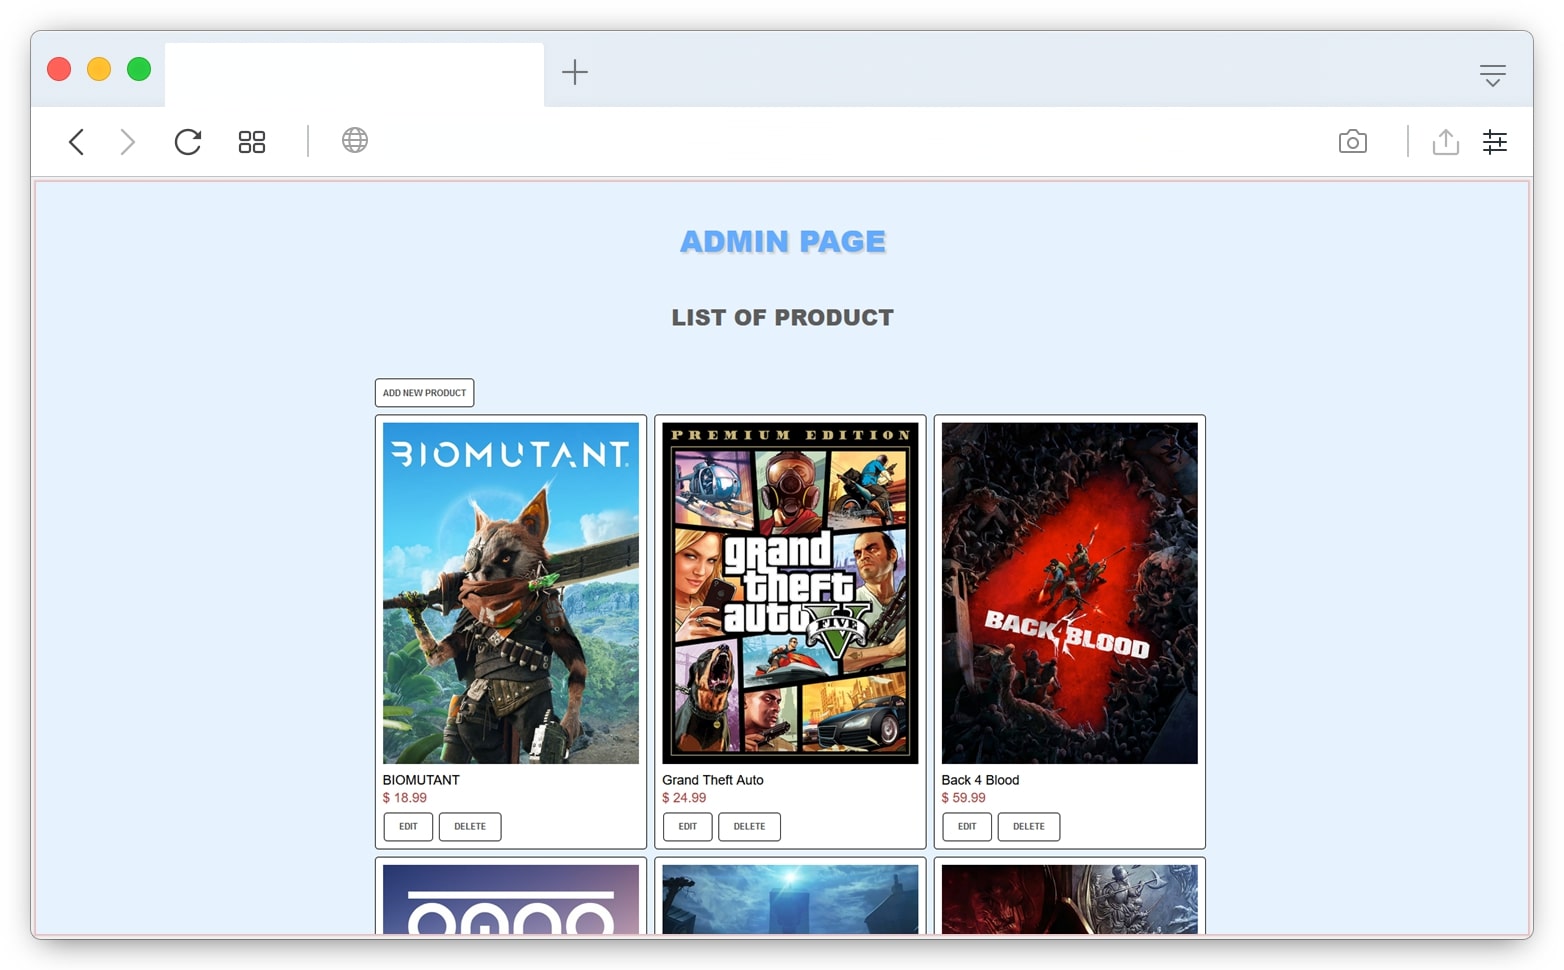 ADMIN PAGE
LIST OF PRODUCT
ADD NEW PRODUCT
BIOMUTANT
BIOMUTANT
$ 18.99
EDIT DELETE
PREMIUM EDITION
grand
theft
auto
V
FIVE
Grand Theft Auto
$ 24.99
EDIT DELETE
BACK 4 BLOOD
Back 4 Blood
$ 59.99
EDIT DELETE